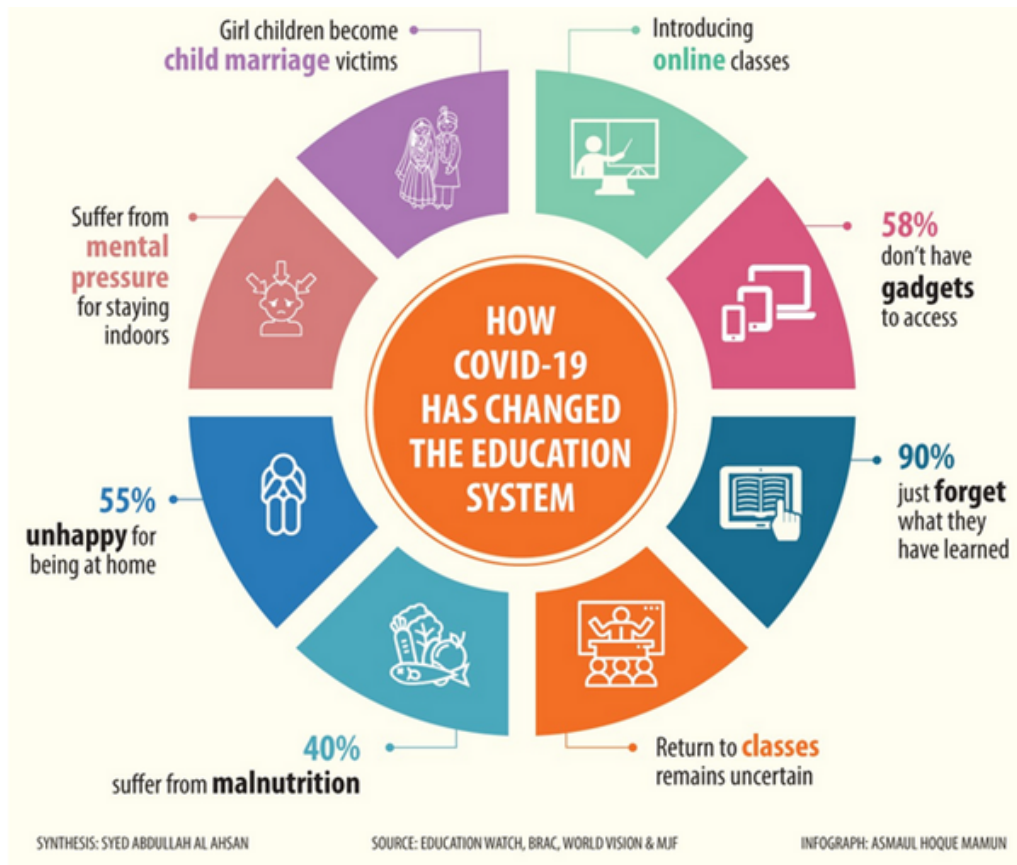 Girl children become
child marriage victims
Introducing
online classes
Suffer from
mental
pressure
for staying
indoors
58%
don't have
gadgets
to access
HOW
COVID-19
HAS CHANGED
THE EDUCATION
SYSTEM
55%
unhappy for
being at home
90%
just forget
what they
have learned
40%
suffer from malnutrition
Return to classes
remains uncertain
SYNTHESIS: SYED ABDULLAH AL AHSAN
SOURCE: EDUCATION WATCH, BRAC, WORLD VISION & MJF
INFOGRAPH: ASMAUL HOQUE MAMUN